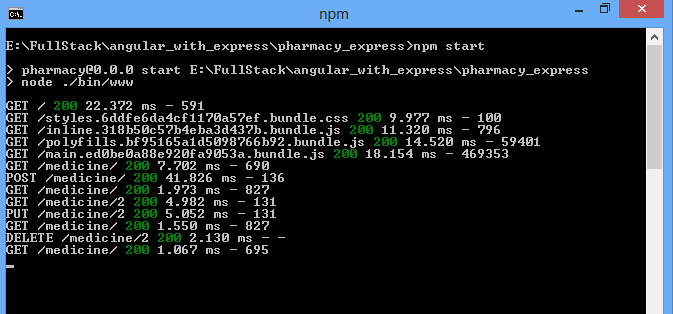 npm
E:\FullStack\angular_with_express\pharmacy_express>npm start
> pharmacy@0.0.0 start E:\FullStack\angular_with_express\pharmacy_express
> node ./bin/www
GET / 200 22.372 ms - 591
GET /styles.6ddfe6da4cf1170a57ef.bundle.css 200 9.977 ms - 100
GET /inline.318b50c57b4eba3d437b.bundle.js 200 11.320 ms - 796
GET /polyfills.bf95165a1d5098766b92.bundle.js 200 14.520 ms - 59401
GET /main.ed0be0a88e920fa9053a.bundle.js 200 18.154 ms - 469353
GET /medicine/ 200 7.702 ms - 690
POST /medicine/ 200 41.826 ms - 136
GET /medicine/ 200 1.973 ms - 827
GET /medicine/2 200 4.982 ms - 131
PUT /medicine/2 200 5.052 ms - 131
GET /medicine/ 200 1.550 ms - 827
DELETE /medicine/2 200 2.130 ms - -
GET /medicine/ 200 1.067 ms - 695